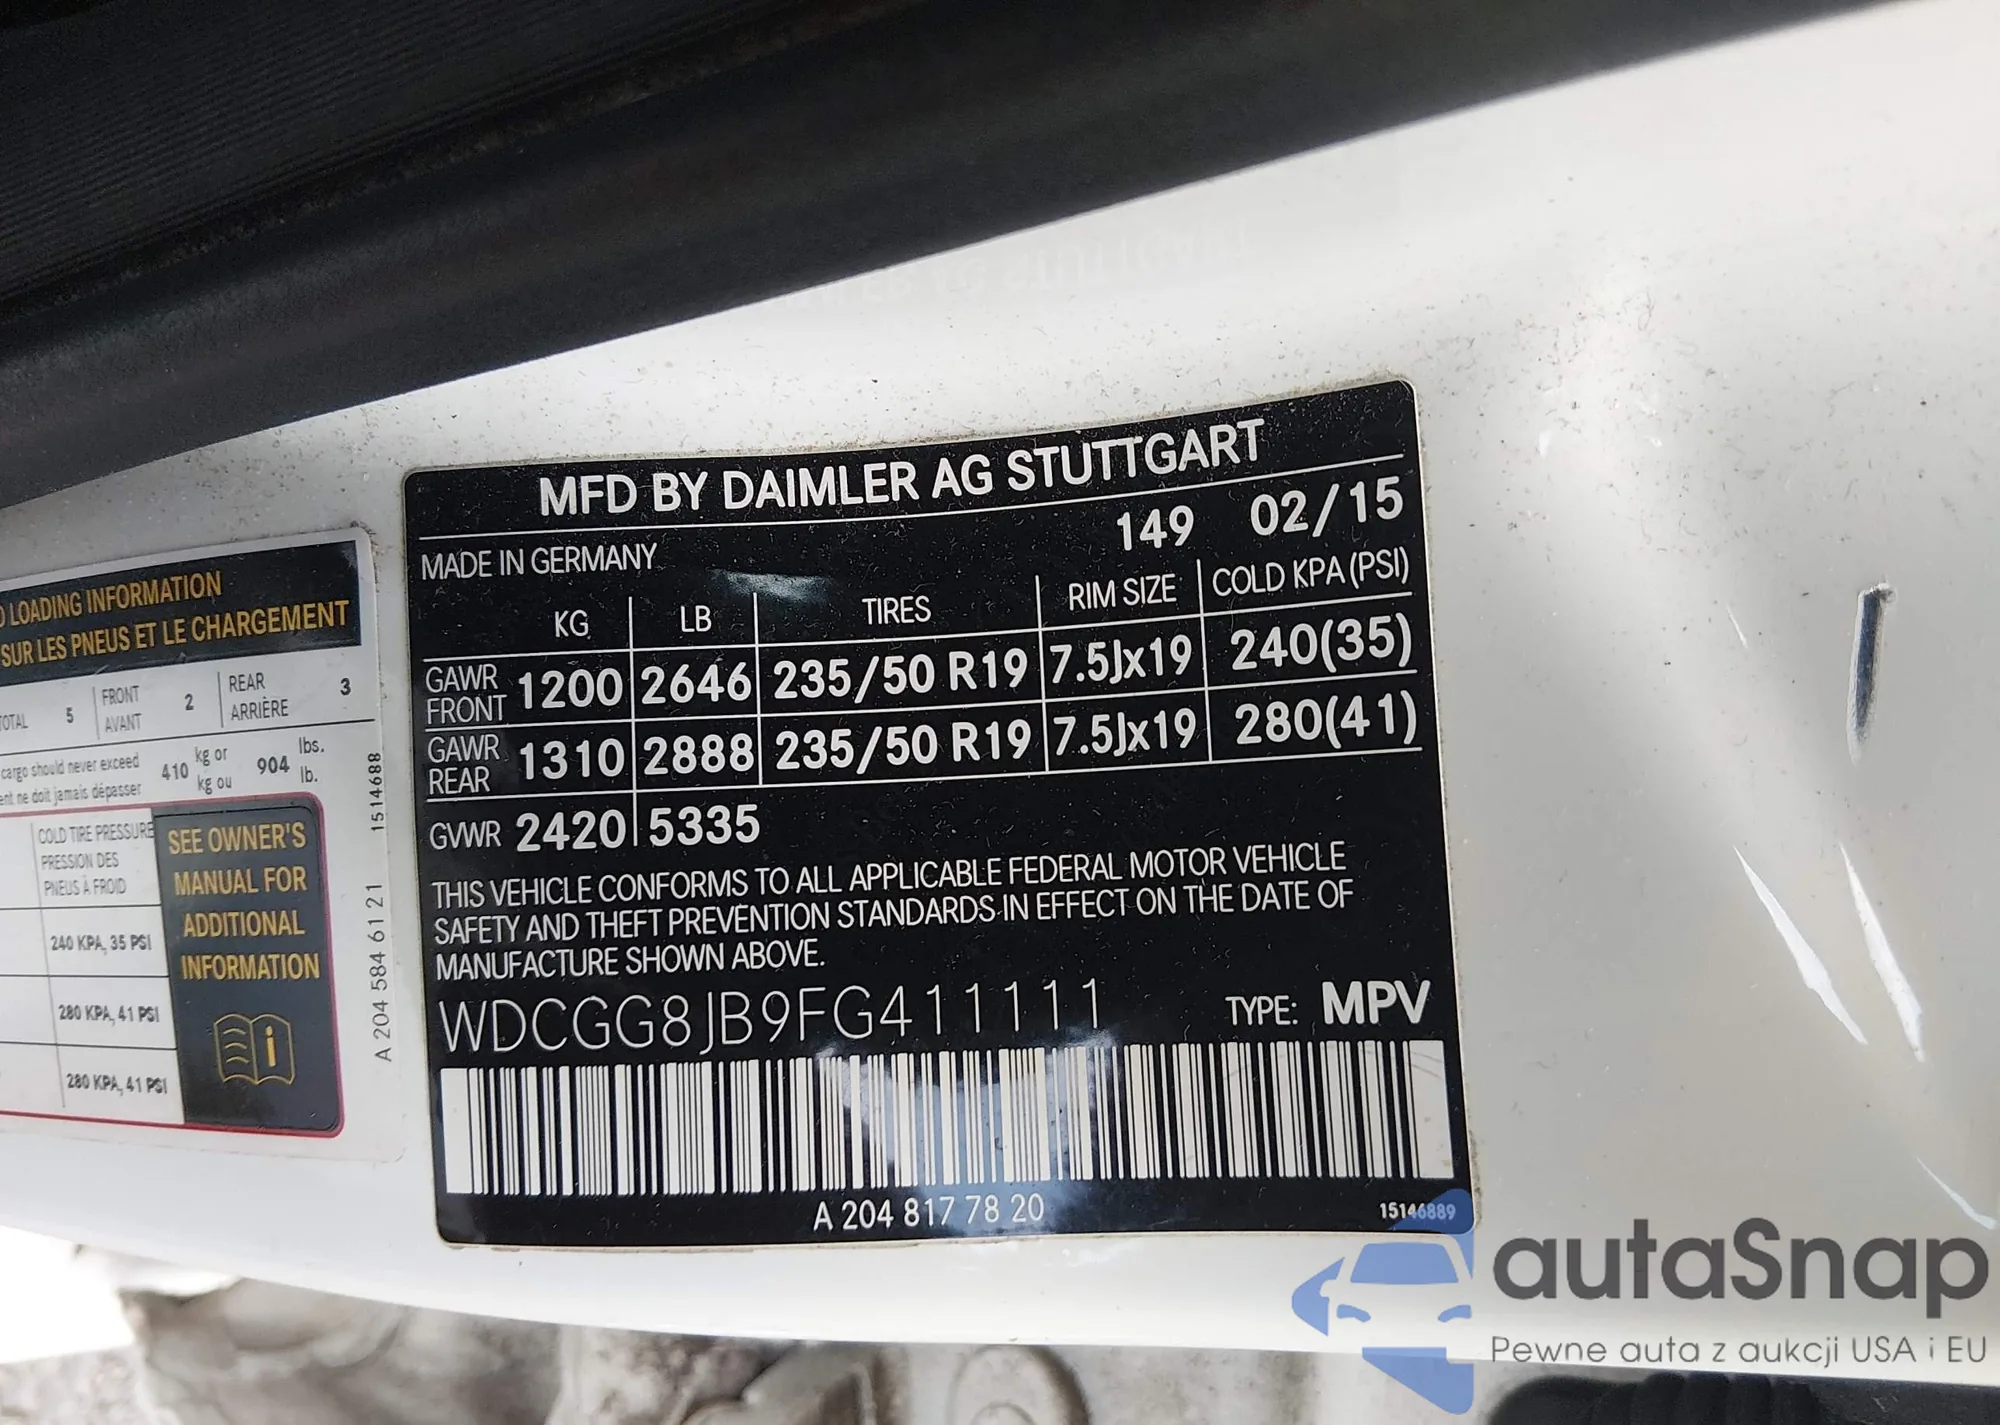 MFD BY DAIMLER AG STUTTGART
MADE IN GERMANY 149 02/15
KG LB TIRES RIM SIZE COLD KPA (PSI)
GAWR FRONT 1200 2646 235/50 R19 7.5Jx19 240(35)
GAWR REAR 1310 2888 235/50 R19 7.5Jx19 280(41)
GVWR 2420 5335
THIS VEHICLE CONFORMS TO ALL APPLICABLE FEDERAL MOTOR VEHICLE
SAFETY AND THEFT PREVENTION STANDARDS IN EFFECT ON THE DATE OF
MANUFACTURE SHOWN ABOVE.
WDCGG8JB9FG411111 TYPE: MPV
A 204 817 78 20 15146889
LOADING INFORMATION
SUR LES PNEUS ET LE CHARGEMENT
TOTAL 5 FRONT AVANT 2 REAR ARRIÈRE 3
cargo should never exceed 410 kg or 904 lbs.
ne doit jamais dépasser kg ou lb.
COLD TIRE PRESSURE
PRESSION DES
PNEUS À FROID
240 KPA, 35 PSI
280 KPA, 41 PSI
280 KPA, 41 PSI
SEE OWNER'S
MANUAL FOR
ADDITIONAL
INFORMATION
A 204 584 61 21 1514688
autaSnap
Pewne auta z aukcji USA i EU